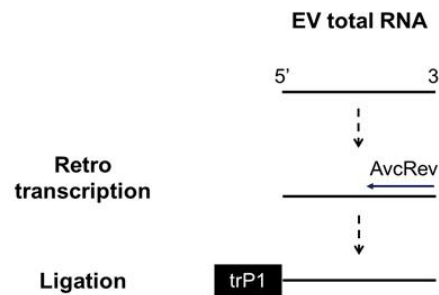 EV total RNA
5’ 3
Retro
transcription
AvcRev
Ligation
trP1